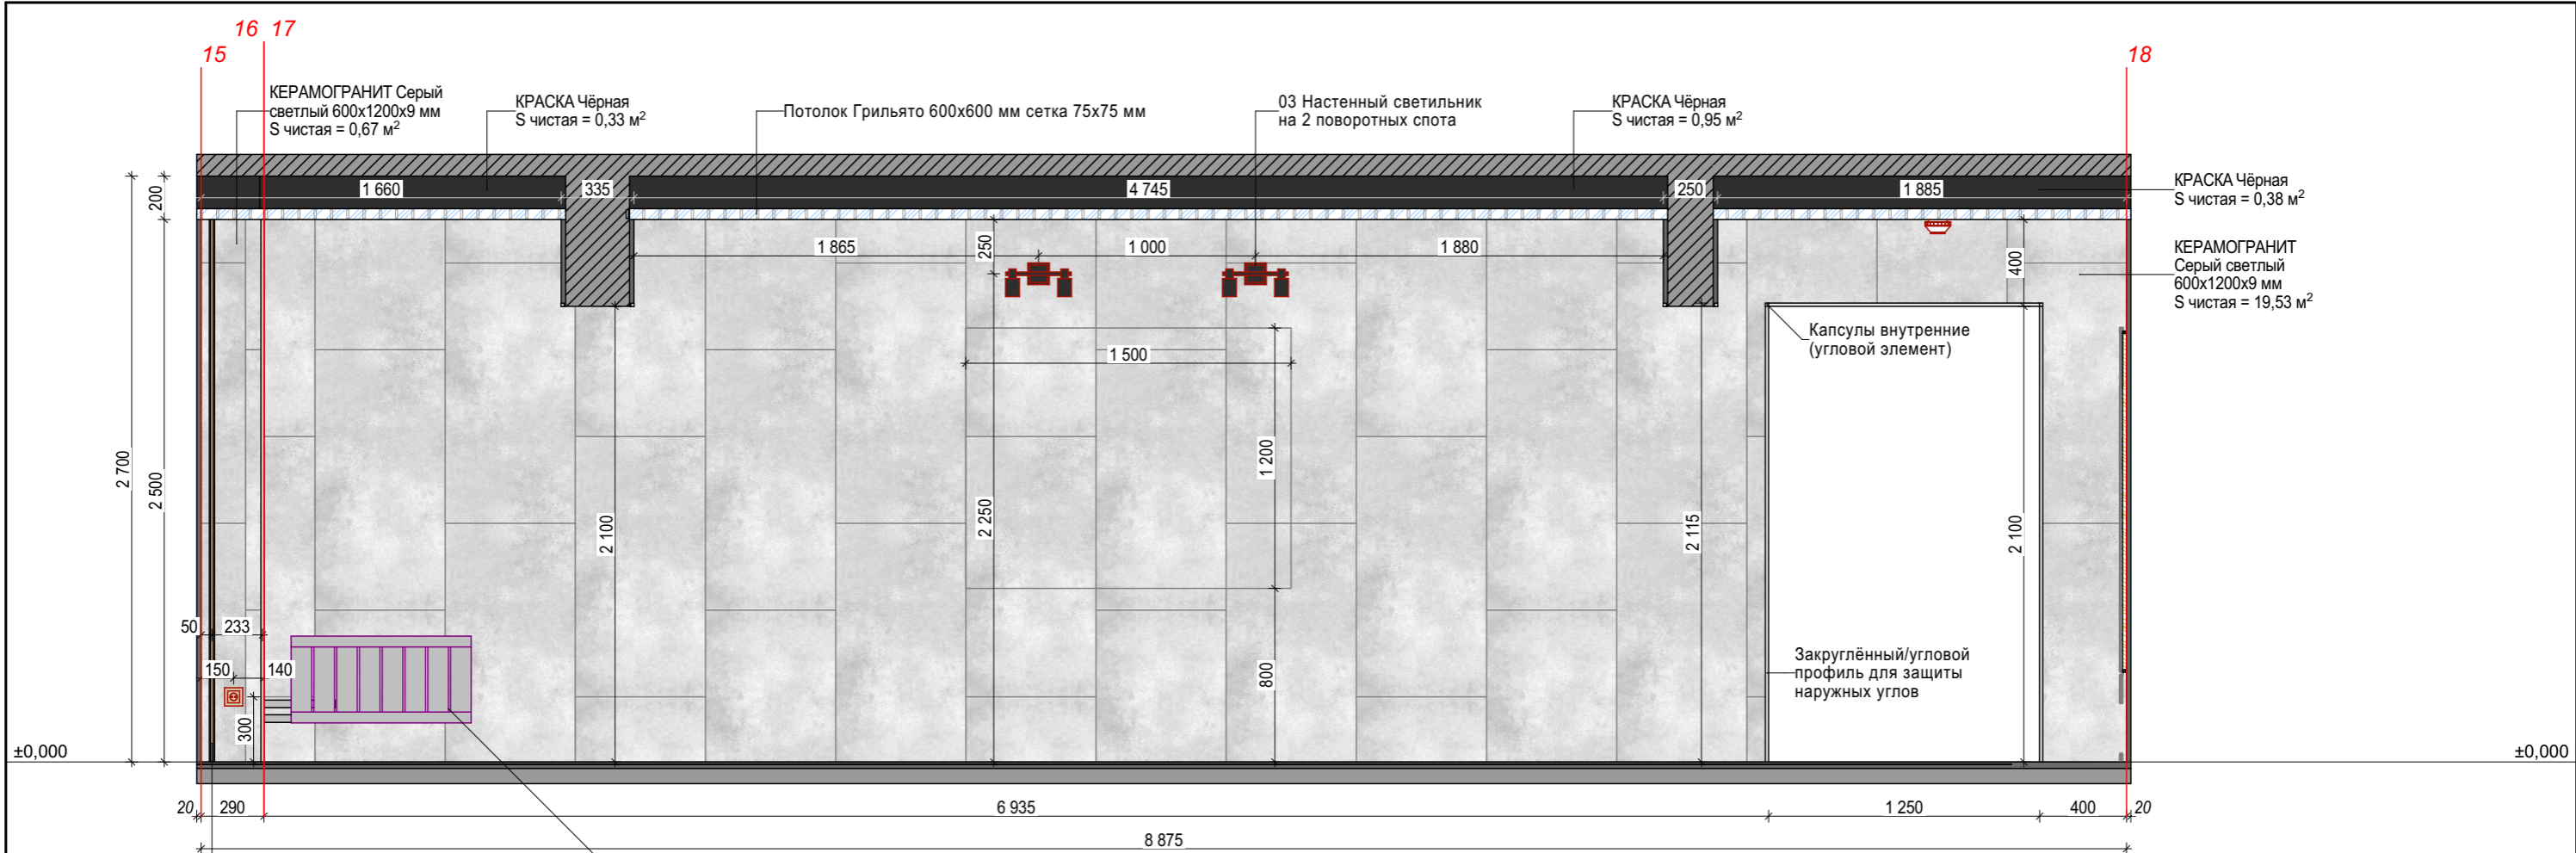 16 17
15
18
КЕРАМОГРАНИТ Серый
светлый 600х1200х9 мм
S чистая = 0,67 м²
КРАСКА Чёрная
S чистая = 0,33 м²
Потолок Грильято 600х600 мм сетка 75х75 мм
03 Настенный светильник
на 2 поворотных спота
КРАСКА Чёрная
S чистая = 0,95 м²
КРАСКА Чёрная
S чистая = 0,38 м²
КЕРАМОГРАНИТ
Серый светлый
600х1200х9 мм
S чистая = 19,53 м²
200
1 660
335
4 745
250
1 885
1 865
250
1 000
1 880
400
Капсулы внутренние
(угловой элемент)
1 500
2 700
2 500
1 200
2 100
2 250
2 115
2 100
50
233
150
140
300
800
Закруглённый/угловой
профиль для защиты
наружных углов
±0,000
±0,000
20
290
6 935
1 250
400
20
8 875